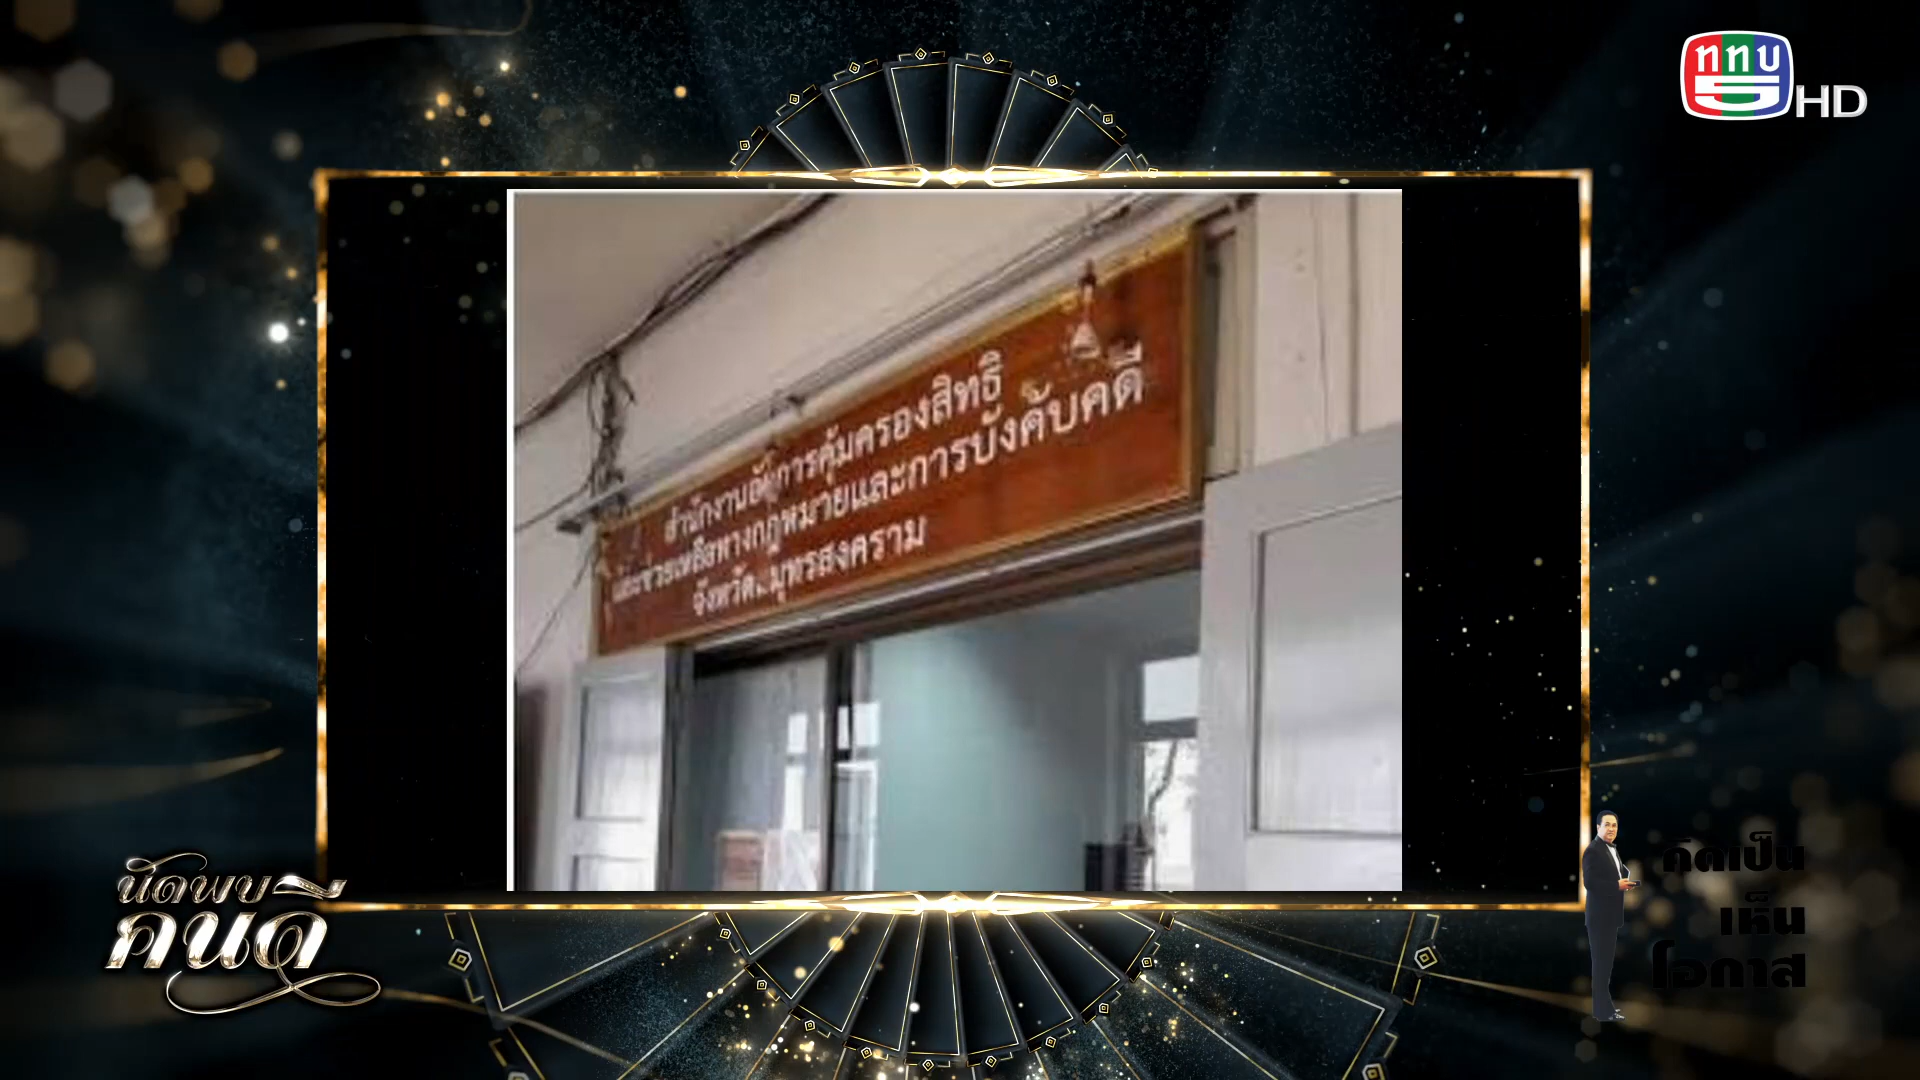 ททบ
5 HD
สำนักงานอัยการคุ้มครองสิทธิ
และช่วยเหลือทางกฎหมายและการบังคับคดี
จังหวัดสมุทรสงคราม
นัดพบ
คนดี
คิดเป็น
เห็น
โอกาส